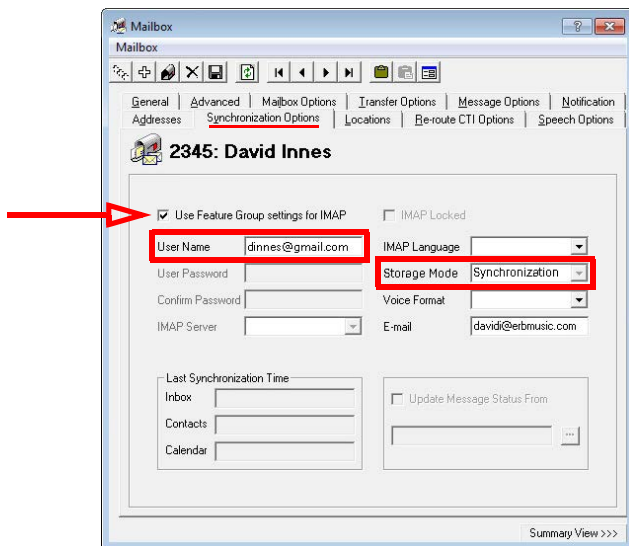 Mailbox
Mailbox
General Advanced Mailbox Options Transfer Options Message Options Notification
Addresses Synchronization Options Locations Re-route CTI Options Speech Options
2345: David Innes
Use Feature Group settings for IMAP IMAP Locked
User Name dinnes@gmail.com IMAP Language
User Password Storage Mode Synchronization
Confirm Password Voice Format
IMAP Server E-mail davidi@erbmusic.com
Last Synchronization Time
Inbox Update Message Status From
Contacts
...
Calendar
Summary View >>>